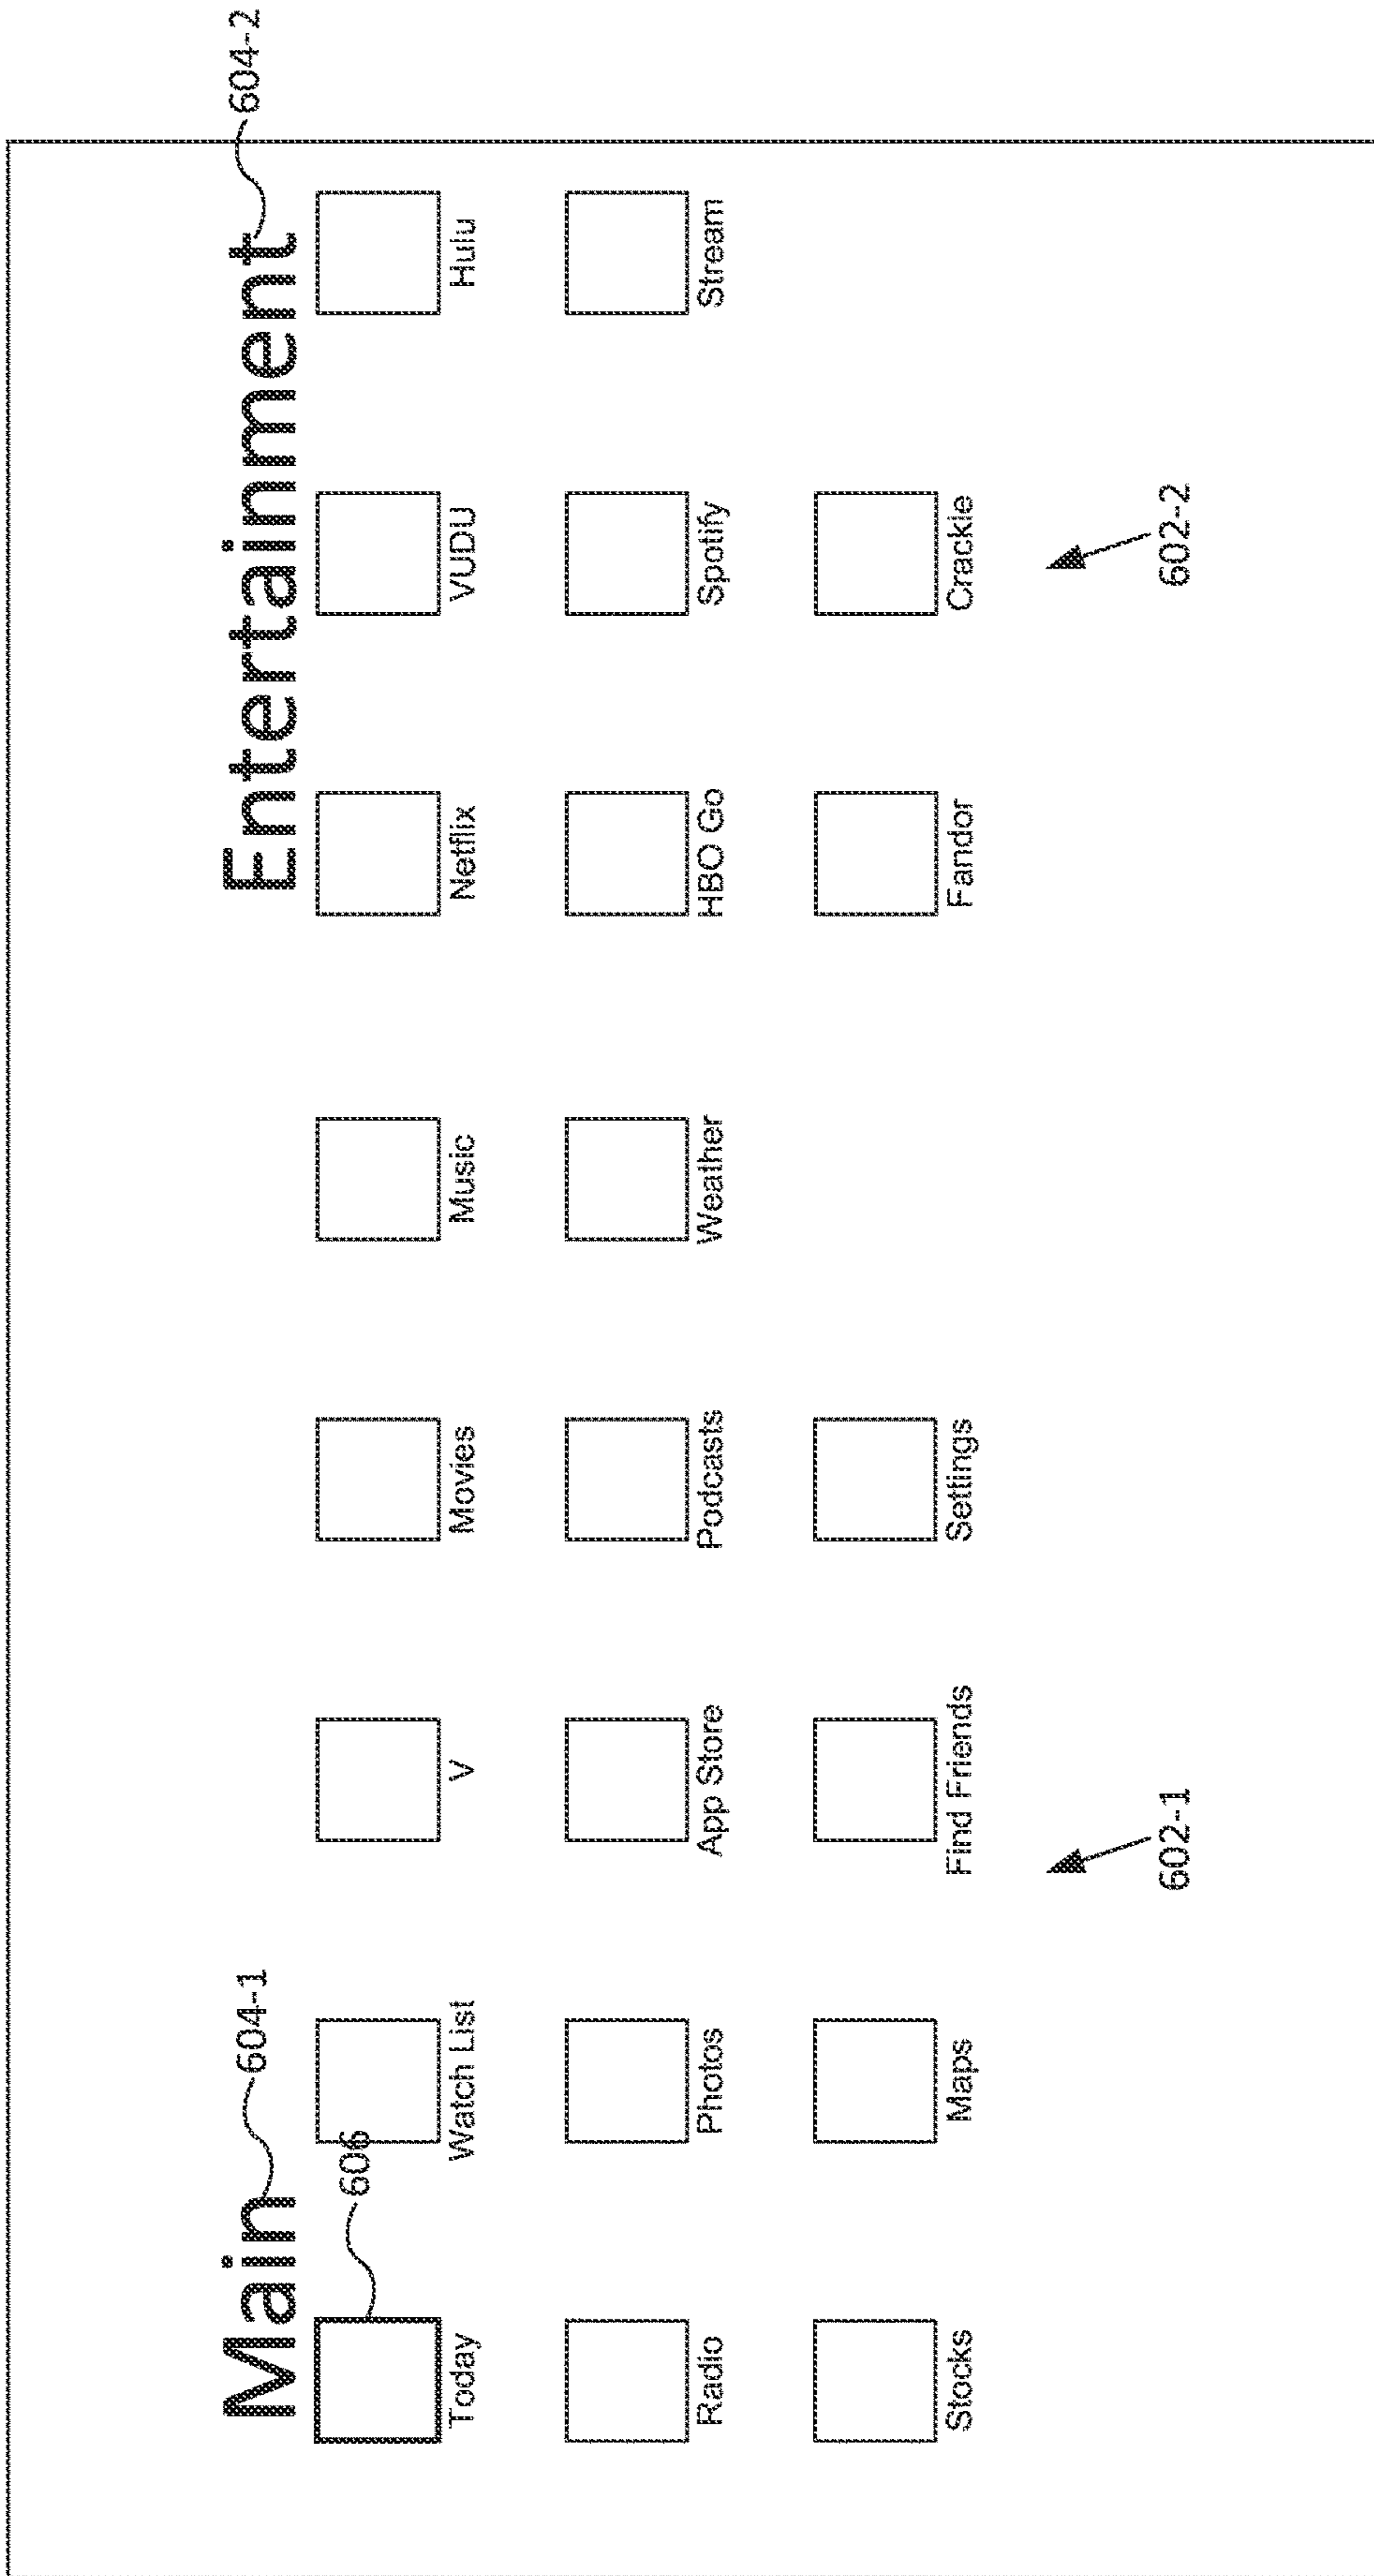 Main 604-1 Entertainment 604-2
606
Today Watch List V Movies Music Netflix VUDU Hulu
Radio Photos App Store Podcasts Weather HBO Go Spotify Stream
Stocks Maps Find Friends Settings Fandor Crackle
602-1 602-2